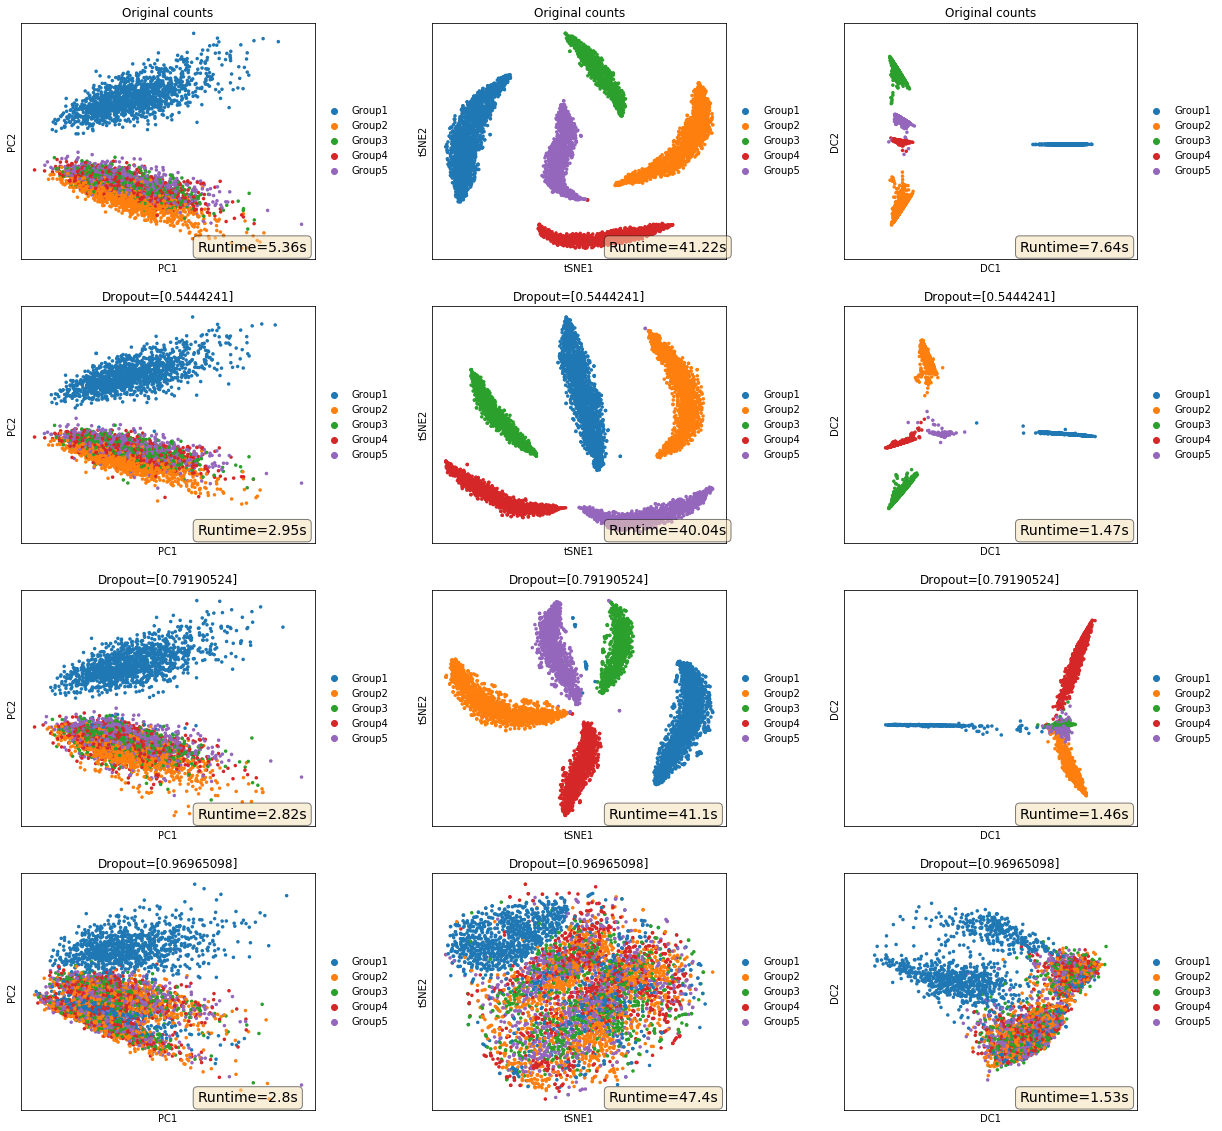 Original counts
PC2
Group1
Group2
Group3
Group4
Group5
Runtime=5.36s
PC1
Original counts
tSNE2
Group1
Group2
Group3
Group4
Group5
Runtime=41.22s
tSNE1
Original counts
DC2
Group1
Group2
Group3
Group4
Group5
Runtime=7.64s
DC1
Dropout=[0.5444241]
PC2
Group1
Group2
Group3
Group4
Group5
Runtime=2.95s
PC1
Dropout=[0.5444241]
tSNE2
Group1
Group2
Group3
Group4
Group5
Runtime=40.04s
tSNE1
Dropout=[0.5444241]
DC2
Group1
Group2
Group3
Group4
Group5
Runtime=1.47s
DC1
Dropout=[0.79190524]
PC2
Group1
Group2
Group3
Group4
Group5
Runtime=2.82s
PC1
Dropout=[0.79190524]
tSNE2
Group1
Group2
Group3
Group4
Group5
Runtime=41.1s
tSNE1
Dropout=[0.79190524]
DC2
Group1
Group2
Group3
Group4
Group5
Runtime=1.46s
DC1
Dropout=[0.96965098]
PC2
Group1
Group2
Group3
Group4
Group5
Runtime=2.8s
PC1
Dropout=[0.96965098]
tSNE2
Group1
Group2
Group3
Group4
Group5
Runtime=47.4s
tSNE1
Dropout=[0.96965098]
DC2
Group1
Group2
Group3
Group4
Group5
Runtime=1.53s
DC1